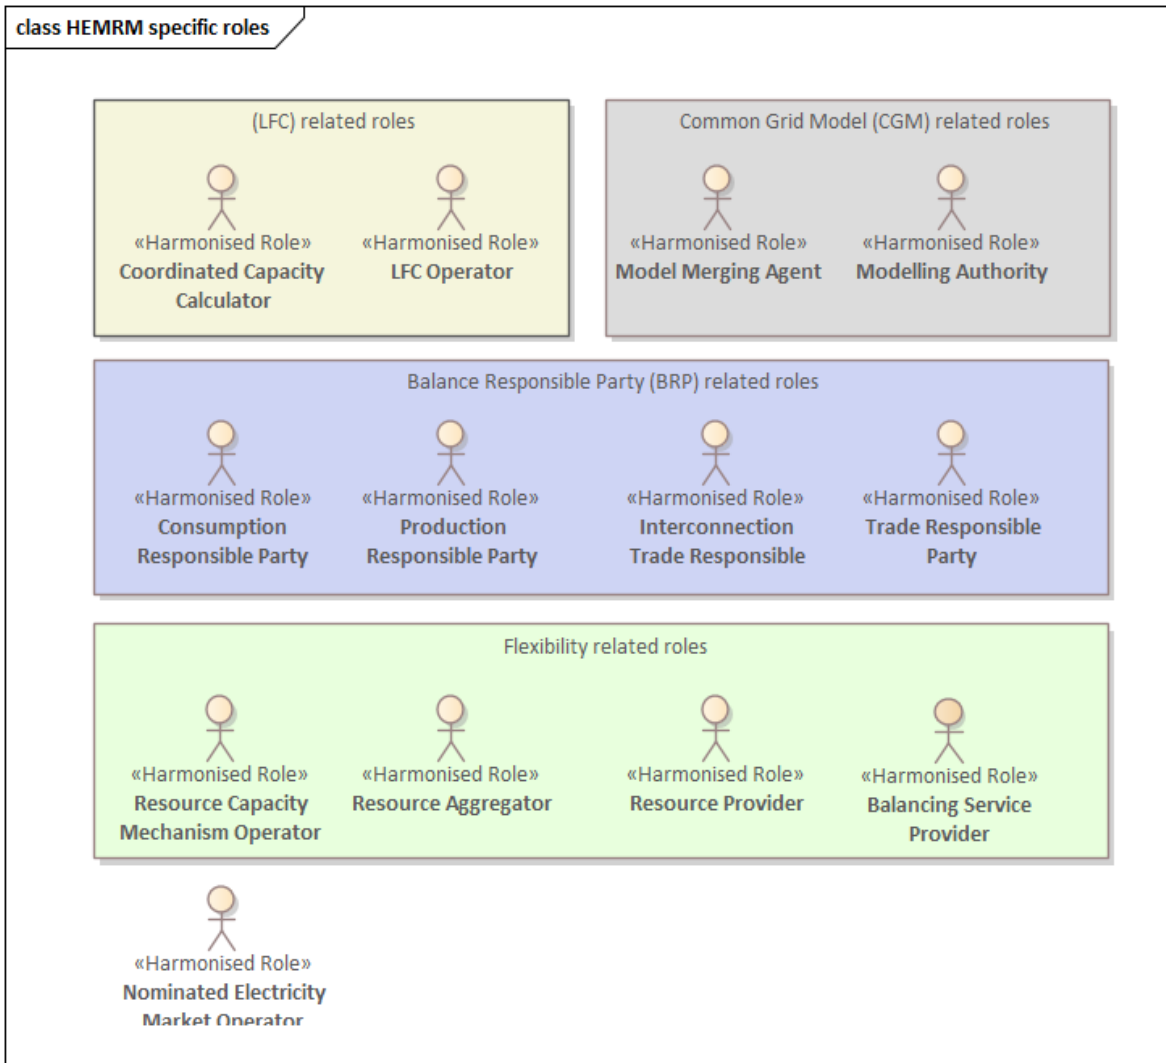 class HEMRM specific roles
(LFC) related roles
«Harmonised Role»
Coordinated Capacity
Calculator
«Harmonised Role»
LFC Operator
Common Grid Model (CGM) related roles
«Harmonised Role»
Model Merging Agent
«Harmonised Role»
Modelling Authority
Balance Responsible Party (BRP) related roles
«Harmonised Role»
Consumption
Responsible Party
«Harmonised Role»
Production
Responsible Party
«Harmonised Role»
Interconnection
Trade Responsible
«Harmonised Role»
Trade Responsible
Party
Flexibility related roles
«Harmonised Role»
Resource Capacity
Mechanism Operator
«Harmonised Role»
Resource Aggregator
«Harmonised Role»
Resource Provider
«Harmonised Role»
Balancing Service
Provider
«Harmonised Role»
Nominated Electricity
Market Operator